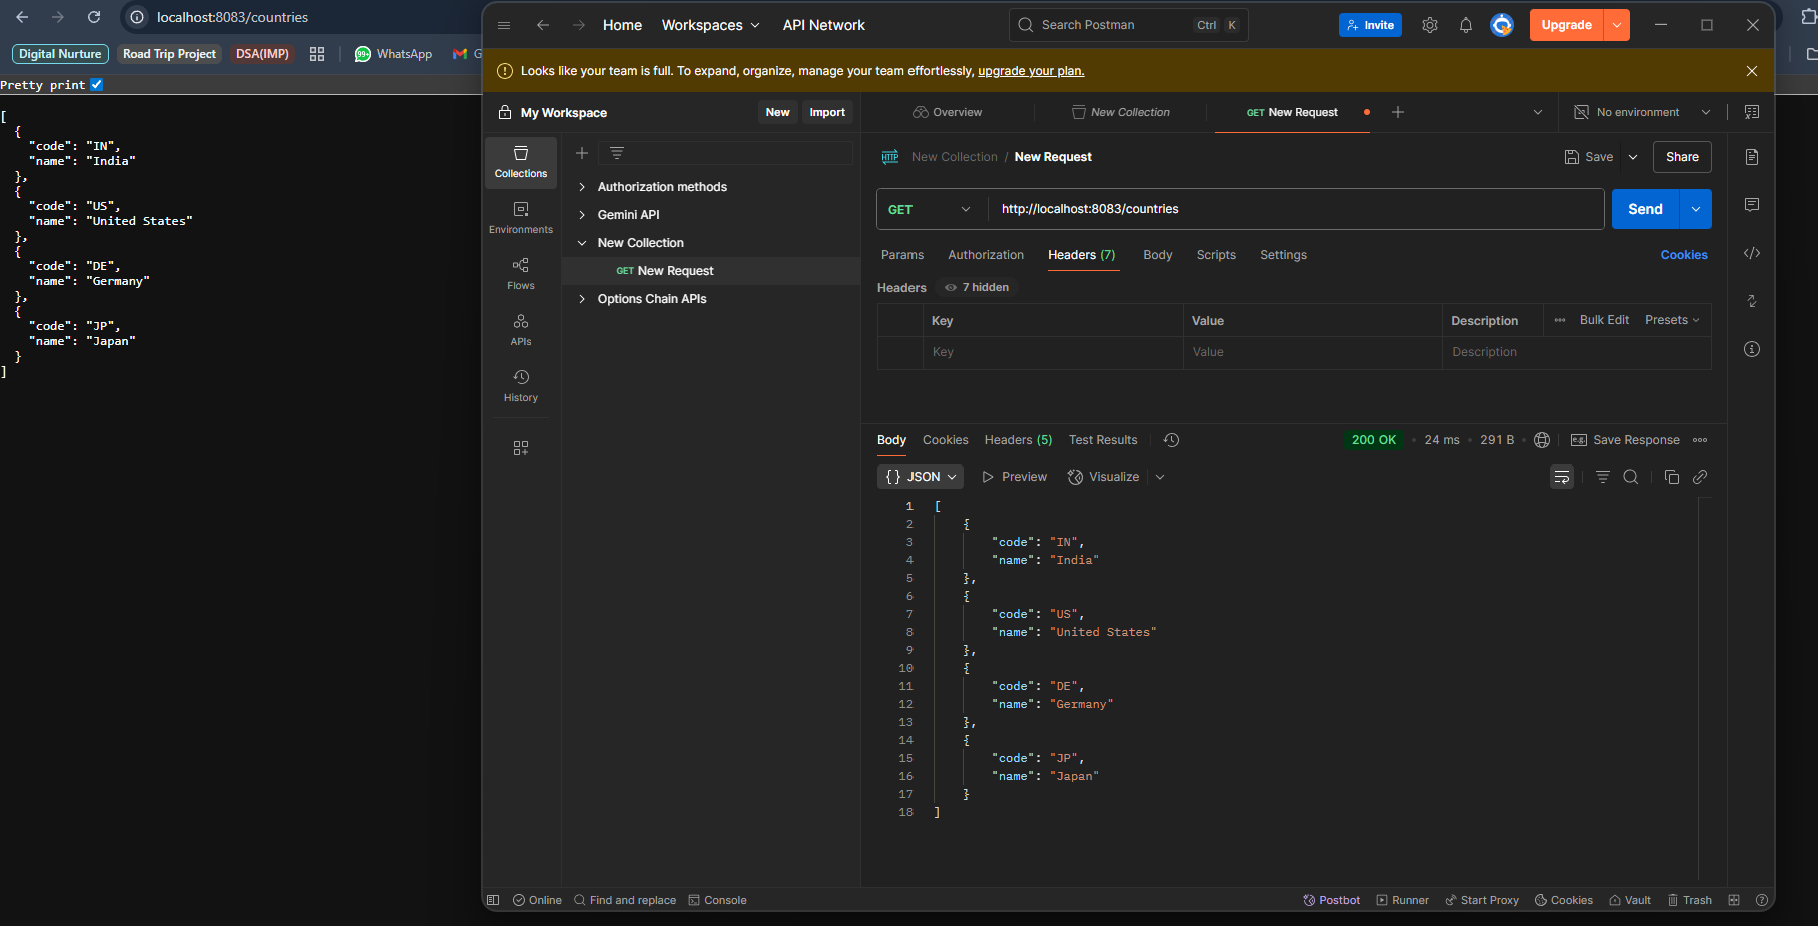 localhost:8083/countries
Digital Nurture
Road Trip Project
DSA(IMP)
WhatsApp
G
Pretty print
[
  {
    "code": "IN",
    "name": "India"
  },
  {
    "code": "US",
    "name": "United States"
  },
  {
    "code": "DE",
    "name": "Germany"
  },
  {
    "code": "JP",
    "name": "Japan"
  }
]
Home Workspaces API Network Search Postman Ctrl K Invite Upgrade
Looks like your team is full. To expand, organize, manage your team effortlessly, upgrade your plan.
My Workspace New Import
Overview New Collection GET New Request No environment
Collections
Environments
Flows
APIs
History
Authorization methods
Gemini API
New Collection
GET New Request
Options Chain APIs
HTTP New Collection / New Request Save Share
GET http://localhost:8083/countries Send
Params Authorization Headers (7) Body Scripts Settings Cookies
Headers 7 hidden
Key Value Description Bulk Edit Presets
Key Value Description
Body Cookies Headers (5) Test Results 200 OK 24 ms 291 B e.g. Save Response
{} JSON Preview Visualize
1 [
2 {
3 "code": "IN",
4 "name": "India"
5 },
6 {
7 "code": "US",
8 "name": "United States"
9 },
10 {
11 "code": "DE",
12 "name": "Germany"
13 },
14 {
15 "code": "JP",
16 "name": "Japan"
17 }
18 ]
Online Find and replace Console Postbot Runner Start Proxy Cookies Vault Trash